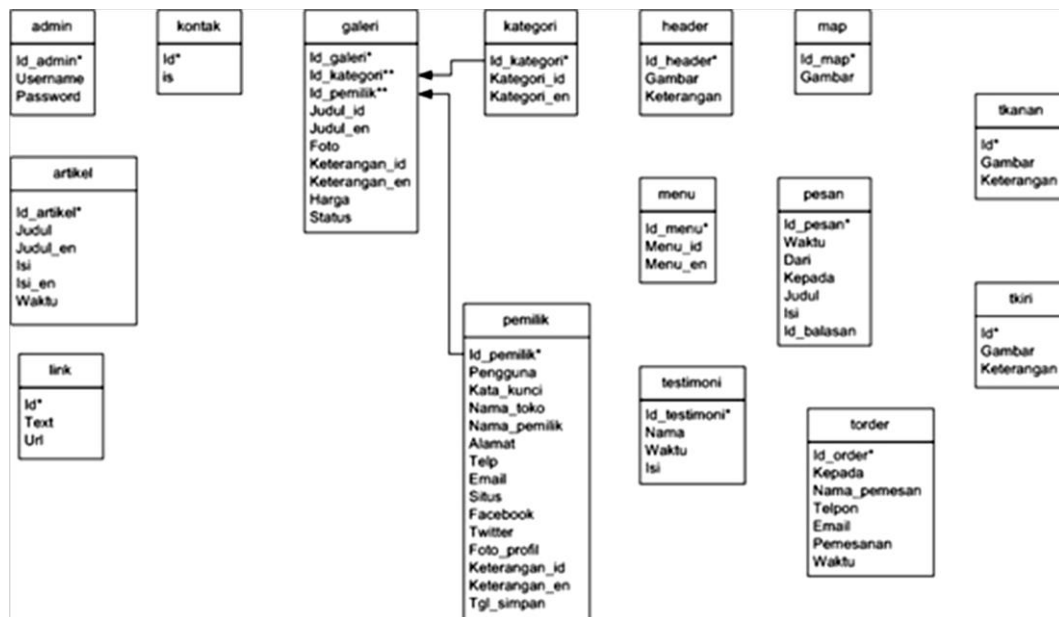 admin
Id_admin*
Username
Password
kontak
Id*
is
galeri
Id_galeri*
Id_kategori**
Id_pemilik**
Judul_id
Judul_en
Foto
Keterangan_id
Keterangan_en
Harga
Status
kategori
Id_kategori*
Kategori_id
Kategori_en
header
Id_header*
Gambar
Keterangan
map
Id_map*
Gambar
tkanan
Id*
Gambar
Keterangan
artikel
Id_artikel*
Judul
Judul_en
Isi
Isi_en
Waktu
menu
Id_menu*
Menu_id
Menu_en
pesan
Id_pesan*
Waktu
Dari
Kepada
Judul
Isi
Id_balasan
tkiri
Id*
Gambar
Keterangan
link
Id*
Text
Url
pemilik
Id_pemilik*
Pengguna
Kata_kunci
Nama_toko
Nama_pemilik
Alamat
Telp
Email
Situs
Facebook
Twitter
Foto_profil
Keterangan_id
Keterangan_en
Tgl_simpan
testimoni
Id_testimoni*
Nama
Waktu
Isi
torder
Id_order*
Kepada
Nama_pemesan
Telpon
Email
Pemesanan
Waktu